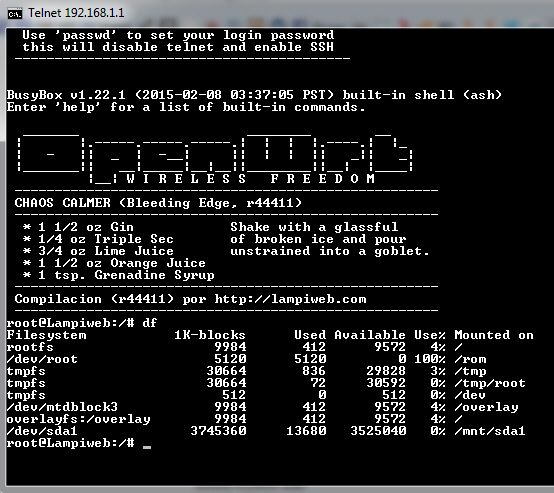 Telnet 192.168.1.1
Use 'passwd' to set your login password
this will disable telnet and enable SSH
BusyBox v1.22.1 (2015-02-08 03:37:05 PST) built-in shell (ash)
Enter 'help' for a list of built-in commands.
OpenWrt
W I R E L E S S   F R E E D O M
CHAOS CALMER (Bleeding Edge, r44411)
* 1 1/2 oz Gin            Shake with a glassful
* 1/4 oz Triple Sec       of broken ice and pour
* 3/4 oz Lime Juice       unstrained into a goblet.
* 1 1/2 oz Orange Juice
* 1 tsp. Grenadine Syrup
Compilacion (r44411) por http://lampiweb.com
root@Lampiweb:/# df
Filesystem           1K-blocks      Used Available Use% Mounted on
rootfs                    9984       412      9572   4% /
/dev/root                 5120      5120         0 100% /rom
tmpfs                    30664       836     29828   3% /tmp
tmpfs                    30664        72     30592   0% /tmp/root
tmpfs                      512         0       512   0% /dev
/dev/mtdblock3            9984       412      9572   4% /overlay
overlayfs:/overlay        9984       412      9572   4% /
/dev/sda1              3745360     13680   3525040   0% /mnt/sda1
root@Lampiweb:/# _